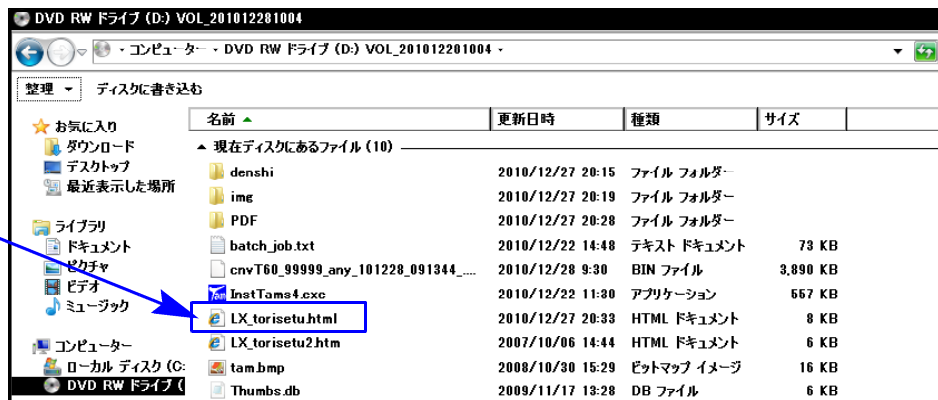 DVD RW ドライブ (D:) VOL_201012281004
コンピューター DVD RW ドライブ (D:) VOL_201012201004
整理 ディスクに書き込む
お気に入り
ダウンロード
デスクトップ
最近表示した場所
ライブラリ
ドキュメント
ピクチャ
ビデオ
ミュージック
コンピューター
ローカル ディスク (C:
DVD RW ドライブ (
名前 更新日時 種類 サイズ
現在ディスクにあるファイル (10)
denshi 2010/12/27 20:15 ファイル フォルダー
img 2010/12/27 20:19 ファイル フォルダー
PDF 2010/12/27 20:28 ファイル フォルダー
batch_job.txt 2010/12/22 14:48 テキスト ドキュメント 73 KB
cnvT60_99999_any_101228_091344_.... 2010/12/28 9:30 BIN ファイル 3,890 KB
InstTams4.exe 2010/12/22 11:30 アプリケーション 557 KB
LX_torisetu.html 2010/12/27 20:33 HTML ドキュメント 8 KB
LX_torisetu2.htm 2007/10/06 14:44 HTML ドキュメント 6 KB
tam.bmp 2008/10/30 15:29 ビットマップ イメージ 16 KB
Thumbs.db 2009/11/17 13:28 DB ファイル 6 KB